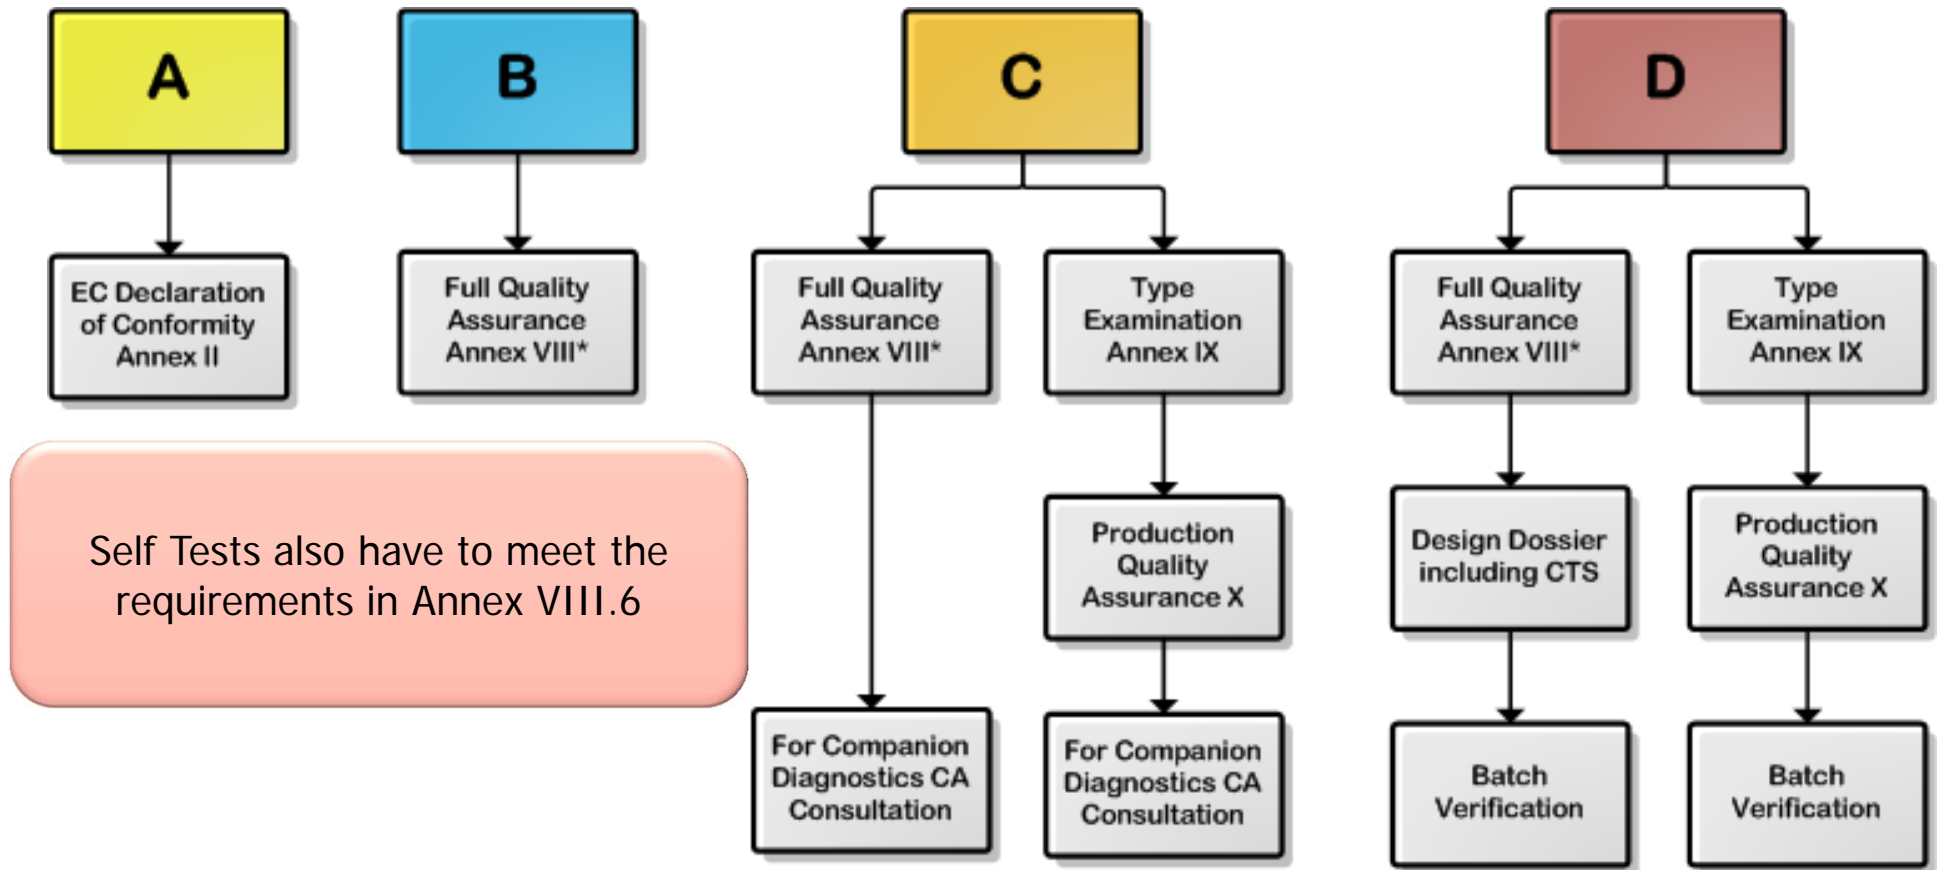 A
B
C
D
EC Declaration
of Conformity
Annex II
Full Quality
Assurance
Annex VIII*
Full Quality
Assurance
Annex VIII*
Type
Examination
Annex IX
Full Quality
Assurance
Annex VIII*
Type
Examination
Annex IX
Self Tests also have to meet the
requirements in Annex VIII.6
Production
Quality
Assurance X
Design Dossier
including CTS
Production
Quality
Assurance X
For Companion
Diagnostics CA
Consultation
For Companion
Diagnostics CA
Consultation
Batch
Verification
Batch
Verification